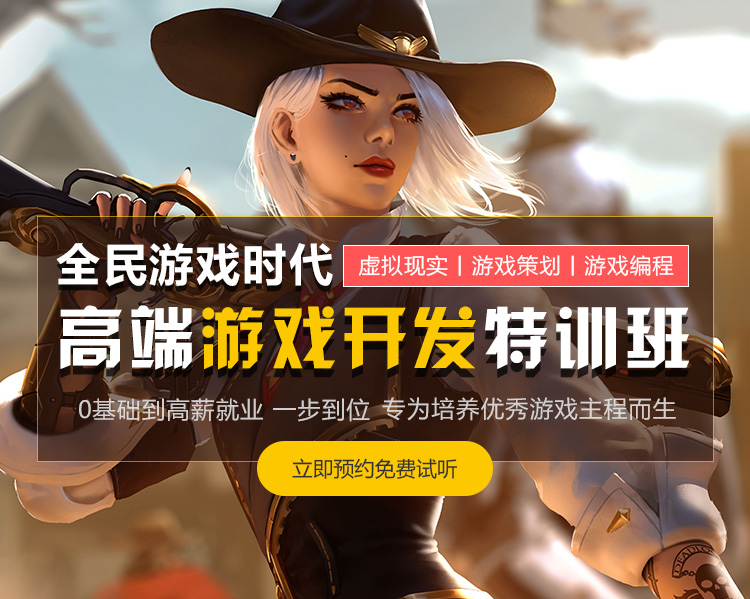 全民游戏时代
虚拟现实丨游戏策划丨游戏编程
高端游戏开发特训班
0基础到高薪就业 一步到位 专为培养优秀游戏主程而生
立即预约免费试听
DEADLOCK